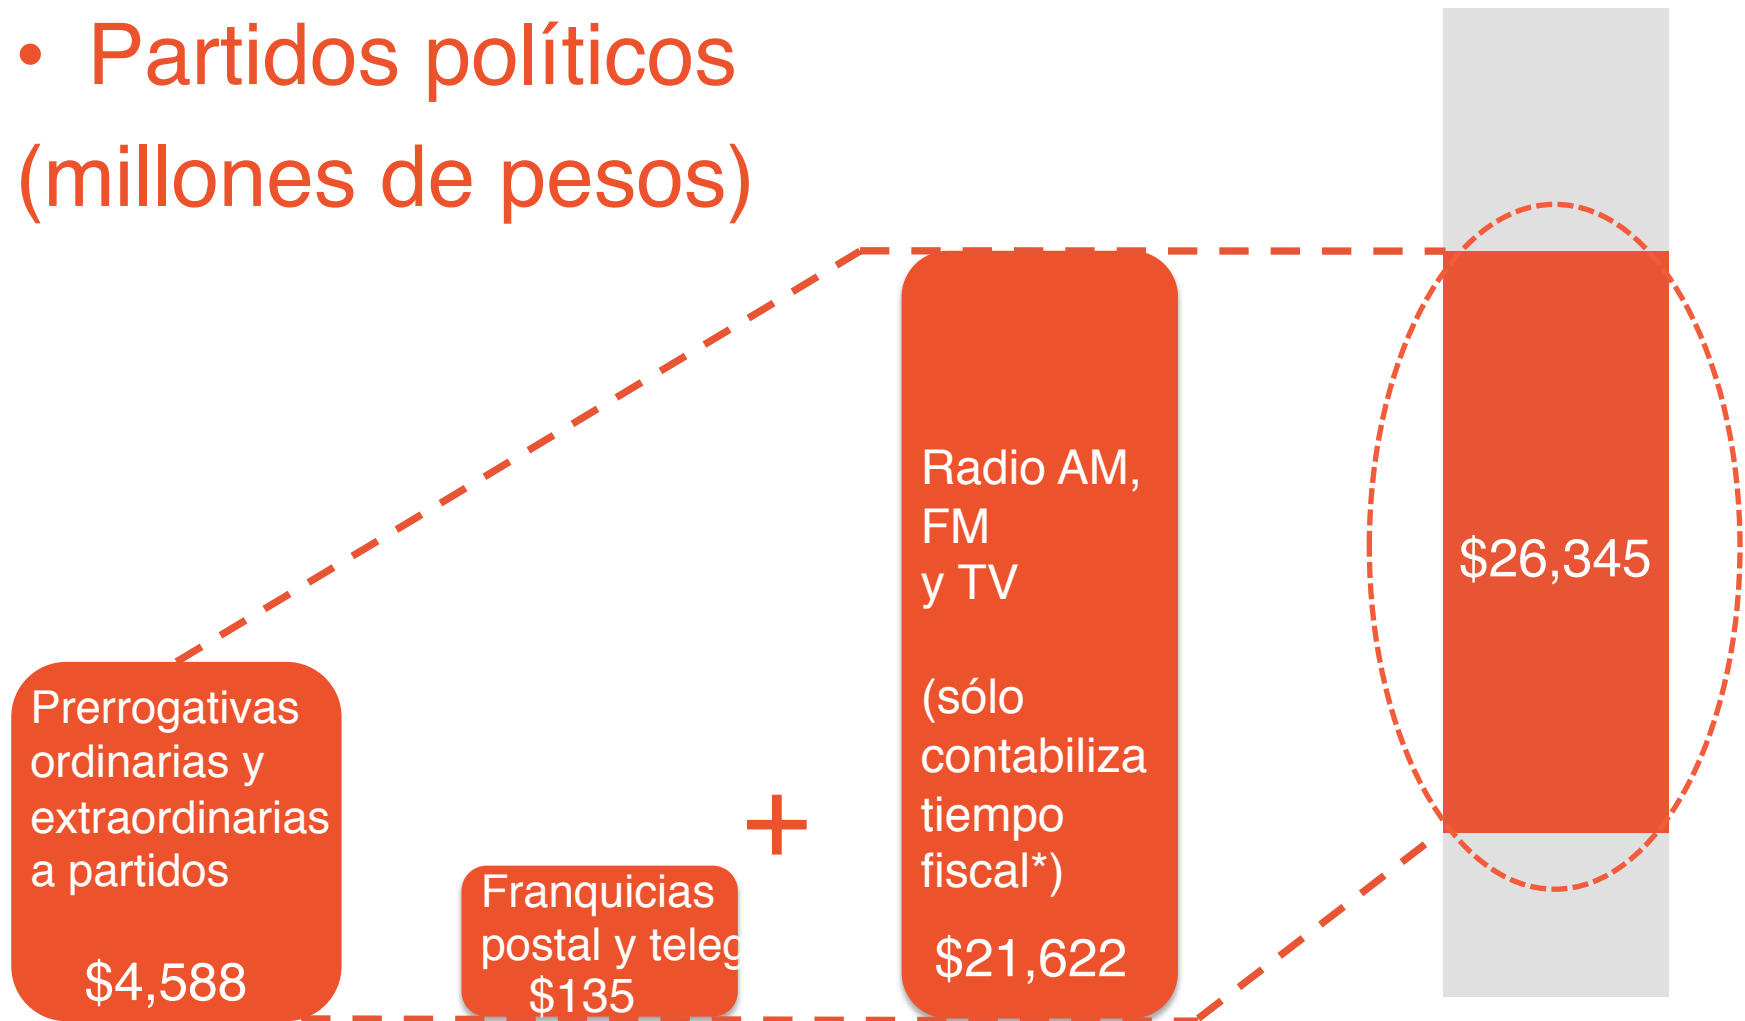 • Partidos políticos
(millones de pesos)
Prerrogativas
ordinarias y
extraordinarias
a partidos
$4,588
Franquicias
postal y teleg
$135
+
Radio AM,
FM
y TV
(sólo
contabiliza
tiempo
fiscal*)
$21,622
$26,345